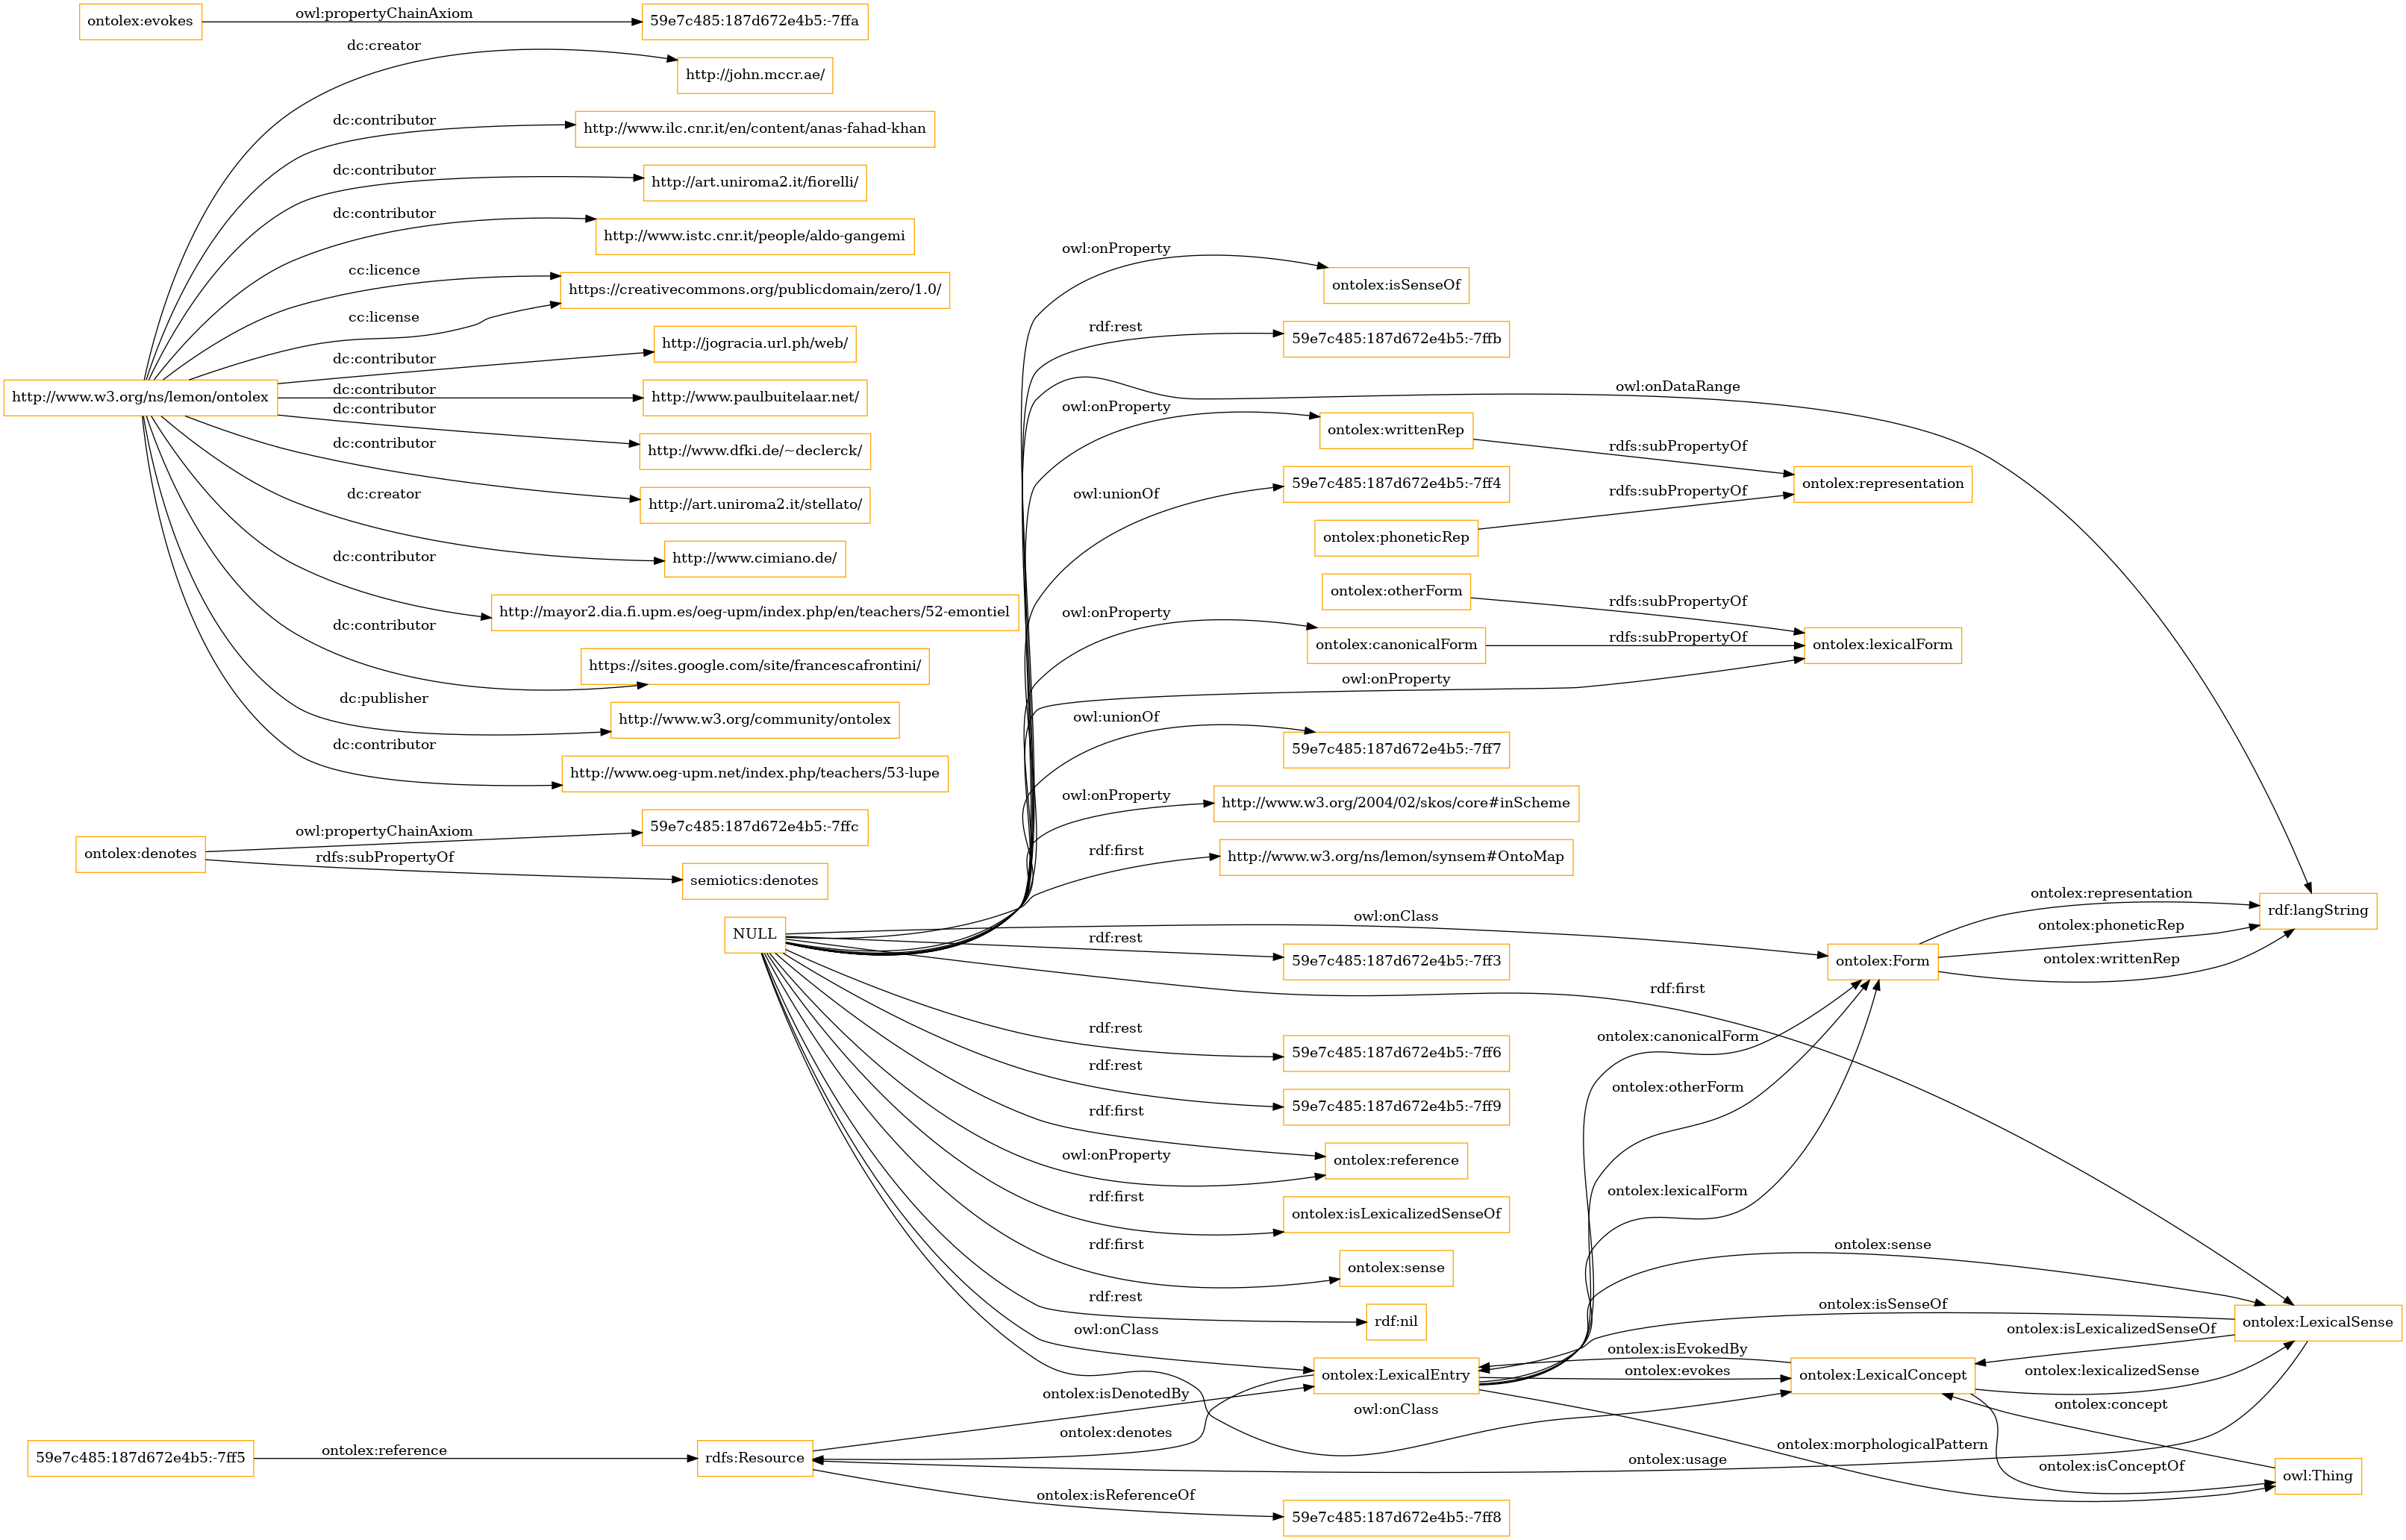 ontolex:evokes
owl:propertyChainAxiom
59e7c485:187d672e4b5:-7ffa
dc:creator
http://john.mccr.ae/
dc:contributor
http://www.ilc.cnr.it/en/content/anas-fahad-khan
dc:contributor
http://art.uniroma2.it/fiorelli/
dc:contributor
http://www.istc.cnr.it/people/aldo-gangemi
cc:licence
https://creativecommons.org/publicdomain/zero/1.0/
cc:license
dc:contributor
http://jogracia.url.ph/web/
http://www.w3.org/ns/lemon/ontolex
dc:contributor
http://www.paulbuitelaar.net/
dc:contributor
http://www.dfki.de/~declerck/
dc:contributor
http://art.uniroma2.it/stellato/
dc:creator
http://www.cimiano.de/
dc:contributor
http://mayor2.dia.fi.upm.es/oeg-upm/index.php/en/teachers/52-emontiel
dc:contributor
https://sites.google.com/site/francescafrontini/
dc:publisher
http://www.w3.org/community/ontolex
dc:contributor
http://www.oeg-upm.net/index.php/teachers/53-lupe
ontolex:denotes
owl:propertyChainAxiom
59e7c485:187d672e4b5:-7ffc
rdfs:subPropertyOf
semiotics:denotes
NULL
owl:onProperty
ontolex:isSenseOf
rdf:rest
59e7c485:187d672e4b5:-7ffb
owl:onDataRange
owl:onProperty
ontolex:writtenRep
rdfs:subPropertyOf
ontolex:representation
owl:unionOf
59e7c485:187d672e4b5:-7ff4
rdfs:subPropertyOf
ontolex:phoneticRep
ontolex:otherForm
rdfs:subPropertyOf
owl:onProperty
ontolex:canonicalForm
rdfs:subPropertyOf
ontolex:lexicalForm
owl:onProperty
owl:unionOf
59e7c485:187d672e4b5:-7ff7
owl:onProperty
http://www.w3.org/2004/02/skos/core#inScheme
rdf:first
http://www.w3.org/ns/lemon/synsem#OntoMap
owl:onClass
rdf:rest
59e7c485:187d672e4b5:-7ff3
rdf:first
ontolex:Form
ontolex:representation
rdf:langString
ontolex:phoneticRep
ontolex:writtenRep
rdf:rest
59e7c485:187d672e4b5:-7ff6
rdf:rest
59e7c485:187d672e4b5:-7ff9
rdf:first
ontolex:reference
owl:onProperty
rdf:first
ontolex:isLexicalizedSenseOf
rdf:first
ontolex:sense
rdf:rest
rdf:nil
owl:onClass
ontolex:canonicalForm
ontolex:otherForm
ontolex:lexicalForm
ontolex:sense
ontolex:isSenseOf
ontolex:LexicalSense
ontolex:isLexicalizedSenseOf
ontolex:isEvokedBy
ontolex:LexicalEntry
ontolex:evokes
ontolex:LexicalConcept
ontolex:lexicalizedSense
ontolex:isDenotedBy
owl:onClass
ontolex:concept
ontolex:denotes
ontolex:morphologicalPattern
59e7c485:187d672e4b5:-7ff5
ontolex:reference
rdfs:Resource
ontolex:usage
ontolex:isConceptOf
owl:Thing
ontolex:isReferenceOf
59e7c485:187d672e4b5:-7ff8